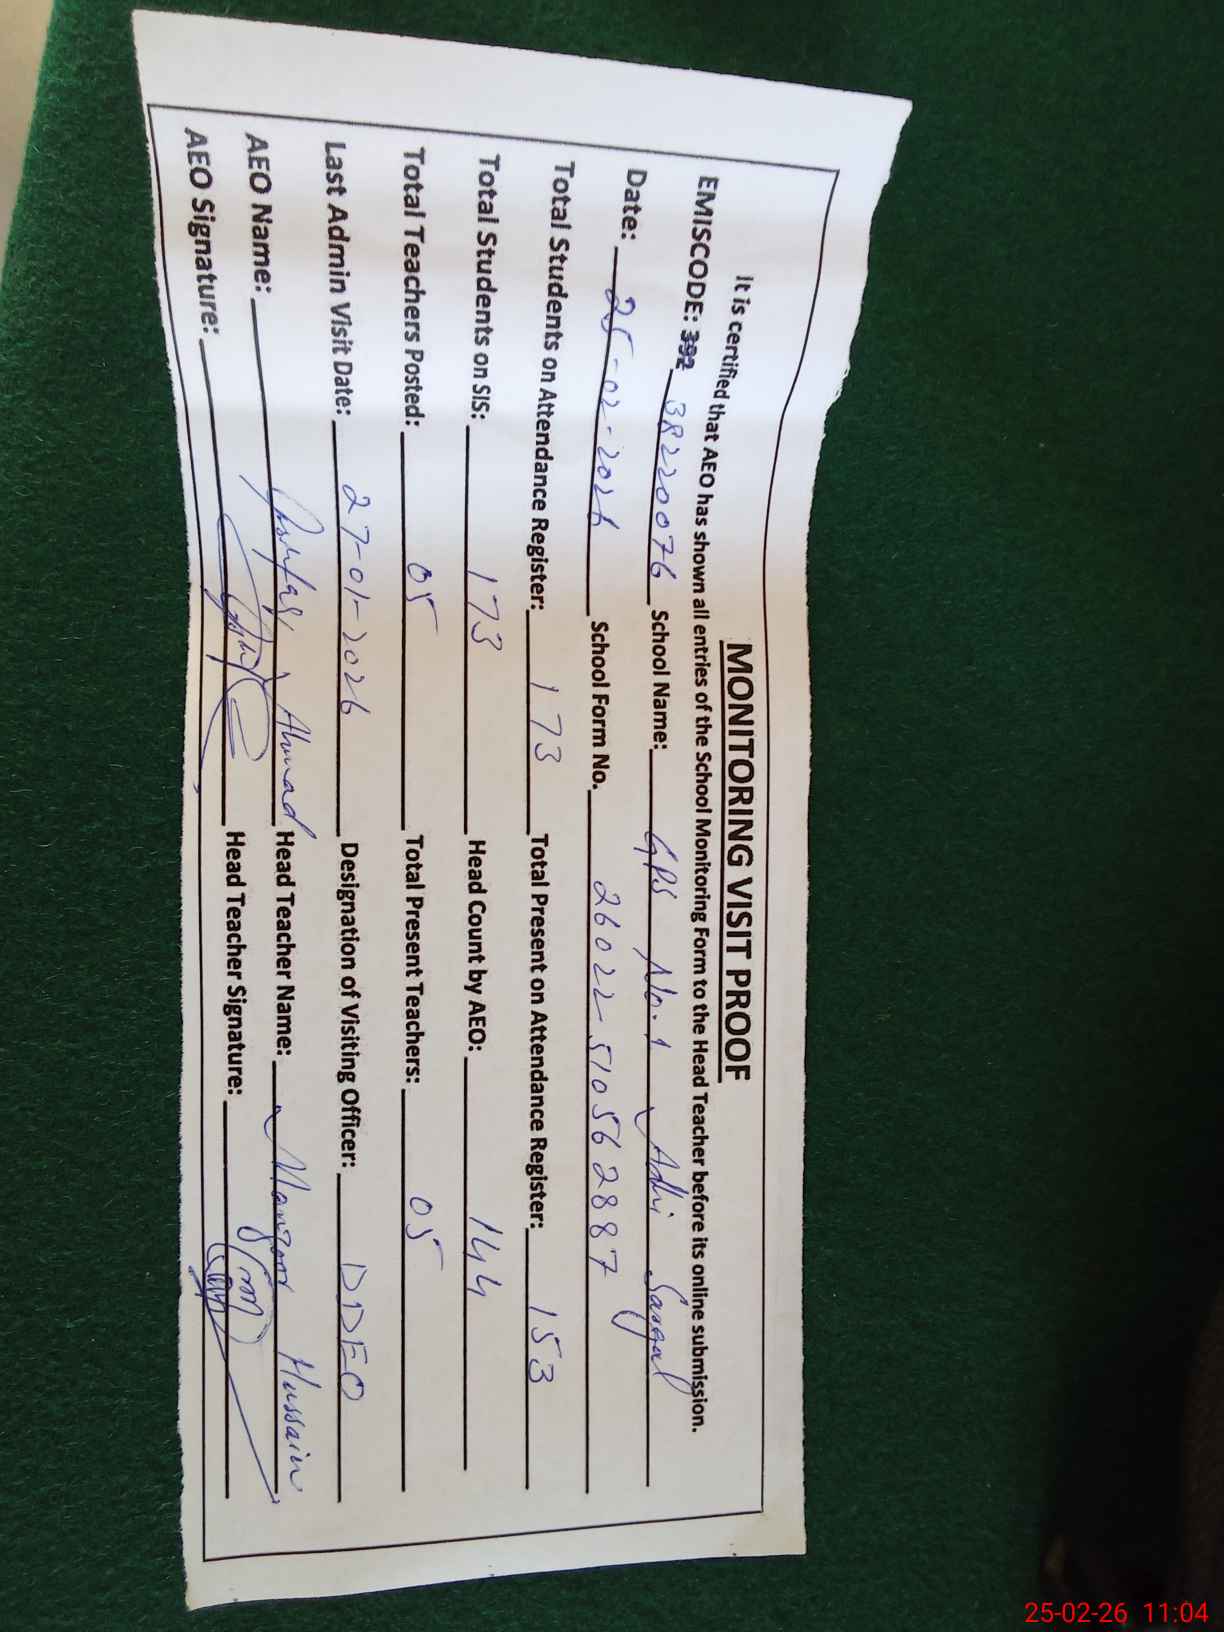 MONITORING VISIT PROOF
It is certified that AEO has shown all entries of the School Monitoring Form to the Head Teacher before its online submission.
EMISCODE: 392 38220076 School Name: GPS No.1 Adhi Sargal
Date: 25-02-2026 School Form No. 26022510562887
Total Students on Attendance Register: 173 Total Present on Attendance Register: 153
Total Students on SIS: 173 Head Count by AEO: 144
Total Teachers Posted: 05 Total Present Teachers: 05
Last Admin Visit Date: 27-01-2026 Designation of Visiting Officer: DDEO
AEO Name: Ashfaq Ahmad Head Teacher Name: Manzoor Hussain
AEO Signature: Head Teacher Signature:
25-02-26 11:04